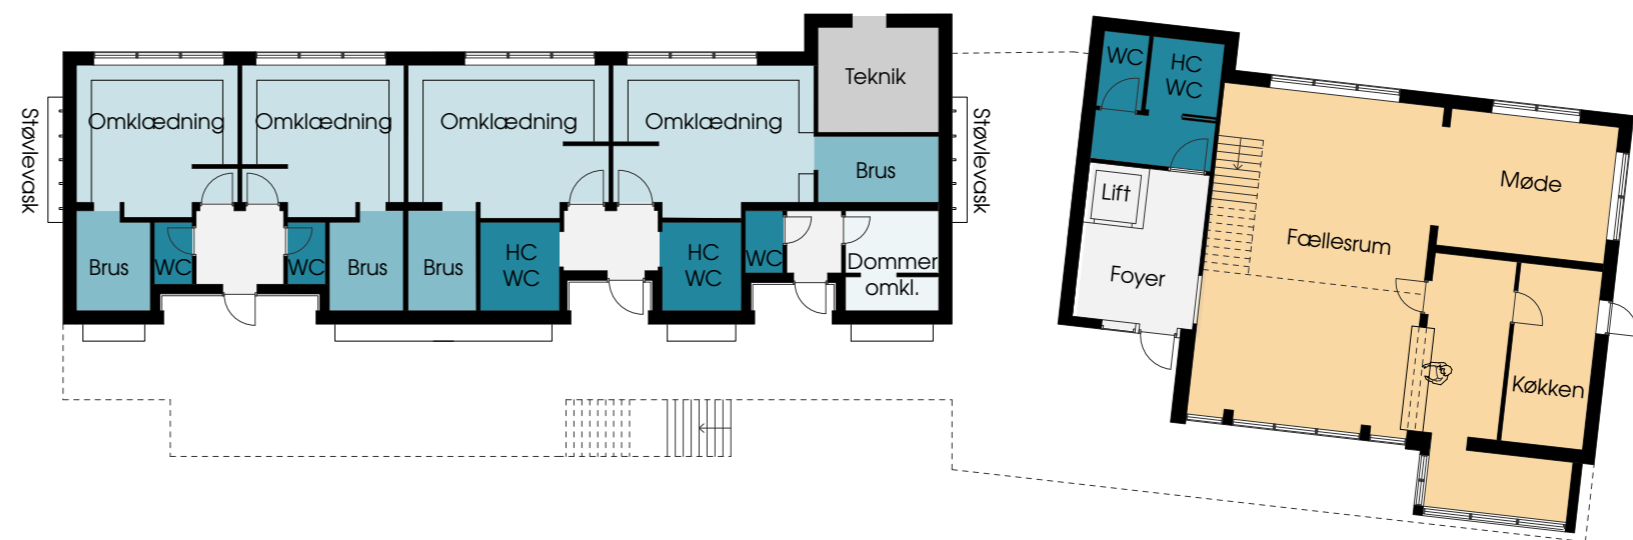 Støvlevask
Omklædning
Omklædning
Omklædning
Omklædning
Teknik
Støvlevask
Brus
Brus
WC
WC
Brus
Brus
HC
WC
HC
WC
WC
Dommer
omkl.
WC
HC
WC
Lift
Foyer
Fællesrum
Møde
Køkken